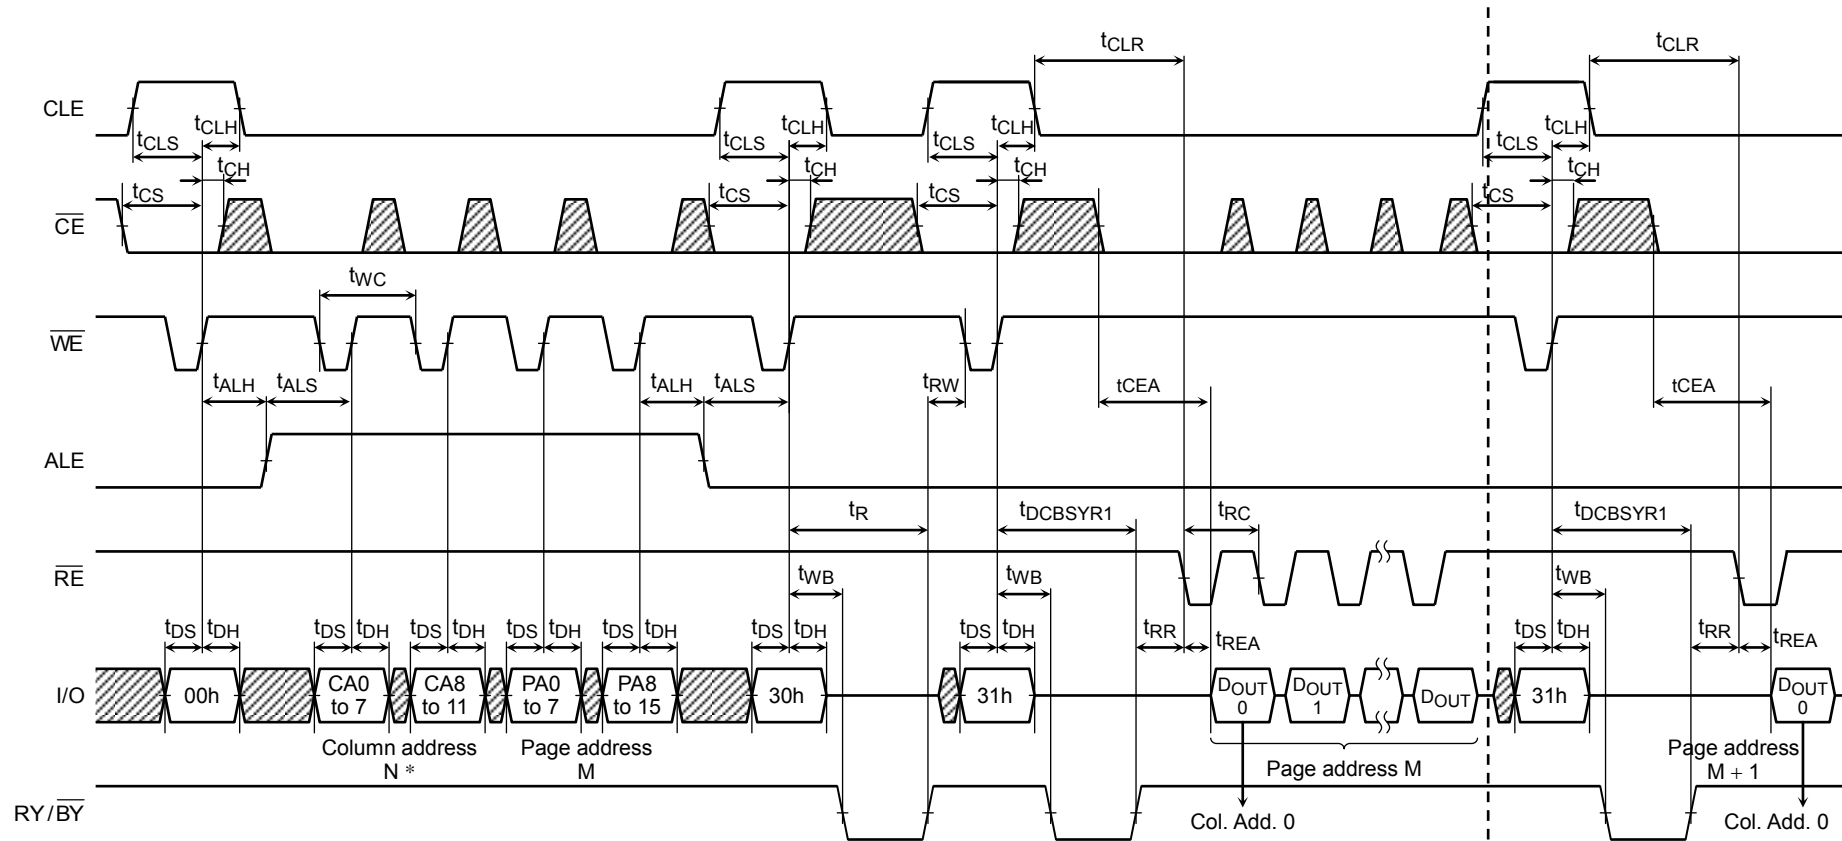 tCLR tCLR
CLE
tCLS tCLH tCLS tCLH tCLS tCLH tCLS tCLH
tCS tCH tCS tCH tCS tCH tCS tCH
CE
tWC
WE
tALH tALS tALH tALS tRW tCEA tCEA
ALE
tR tDCBSYR1 tRC tDCBSYR1
RE
tWB tWB tWB
tDS tDH tDS tDH tDS tDH tDS tDH tDS tDH tDS tDH tDS tDH tRR tREA tDS tDH tRR tREA
I/O 00h CA0 to 7 CA8 to 11 PA0 to 7 PA8 to 15 30h 31h DOUT 0 DOUT 1 DOUT 31h DOUT 0
Column address N * Page address M Page address M Page address M + 1
RY/BY Col. Add. 0 Col. Add. 0